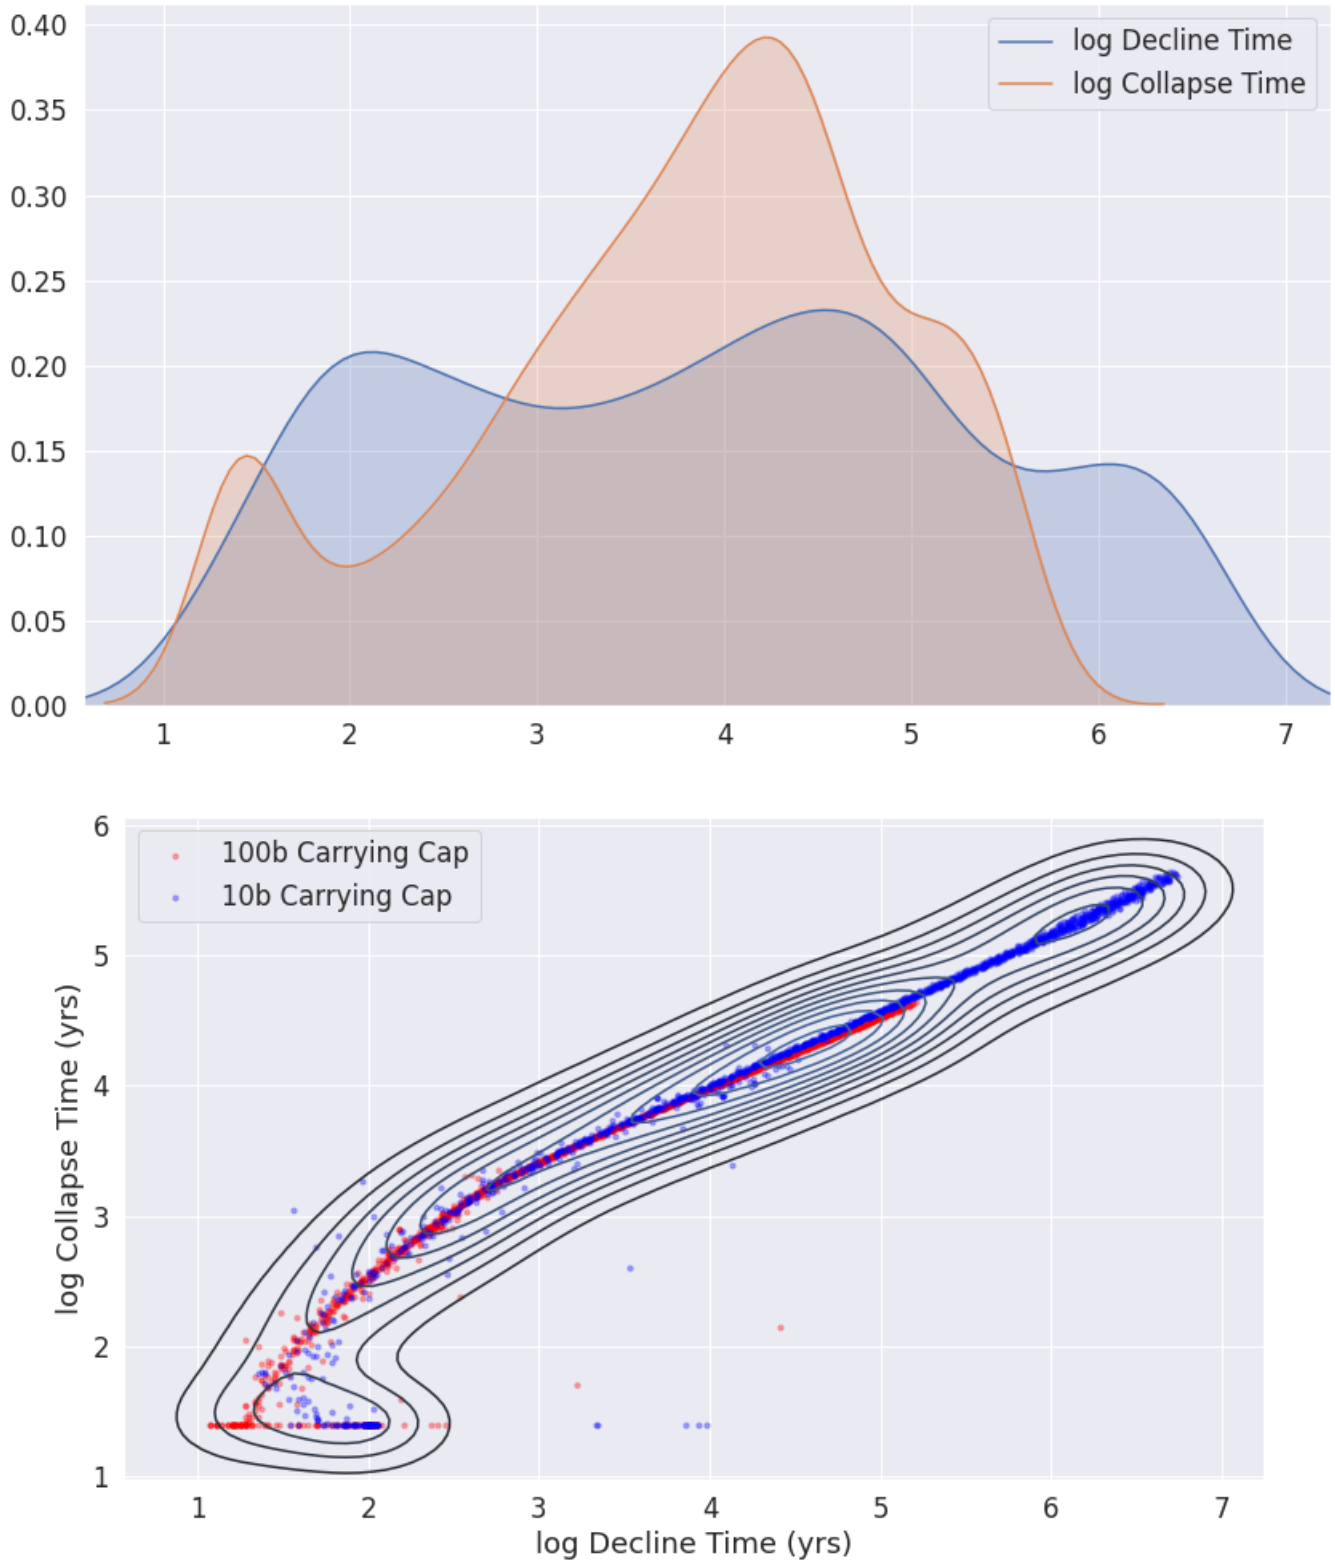 0.40
0.35
0.30
0.25
0.20
0.15
0.10
0.05
0.00
log Decline Time
log Collapse Time
1 2 3 4 5 6 7
6
5
4
3
2
1
log Collapse Time (yrs)
100b Carrying Cap
10b Carrying Cap
1 2 3 4 5 6 7
log Decline Time (yrs)